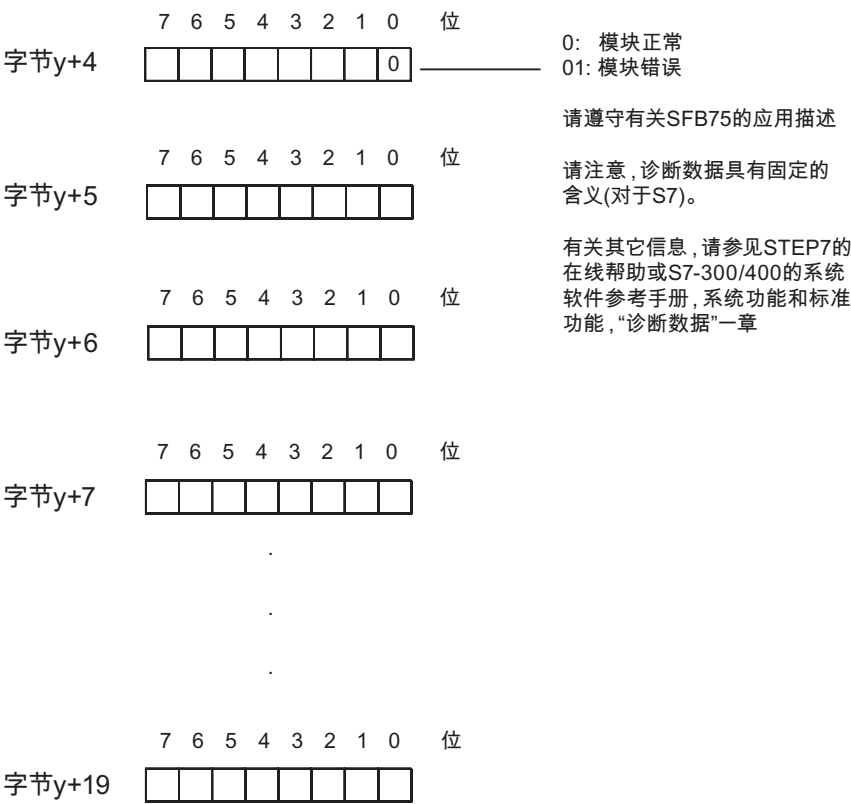 7 6 5 4 3 2 1 0 位
字节y+4 0
0: 模块正常
01: 模块错误
请遵守有关SFB75的应用描述
7 6 5 4 3 2 1 0 位
字节y+5
请注意,诊断数据具有固定的
含义(对于S7)。
有关其它信息,请参见STEP7的
在线帮助或S7-300/400的系统
软件参考手册,系统功能和标准
功能,“诊断数据”一章
7 6 5 4 3 2 1 0 位
字节y+6
7 6 5 4 3 2 1 0 位
字节y+7
.
.
.
7 6 5 4 3 2 1 0 位
字节y+19